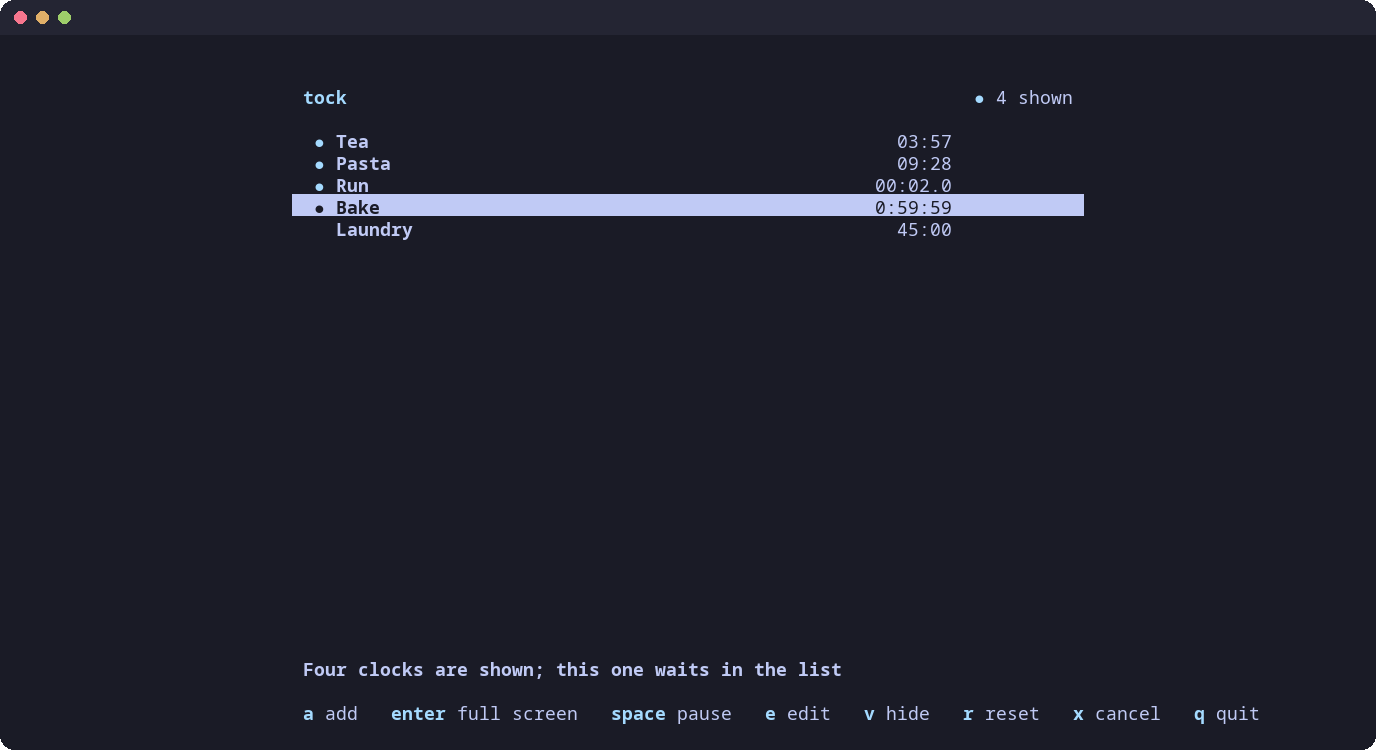 tock ● 4 shown
● Tea 03:57
● Pasta 09:28
● Run 00:02.0
● Bake 0:59:59
Laundry 45:00
Four clocks are shown; this one waits in the list
a add enter full screen space pause e edit v hide r reset x cancel q quit